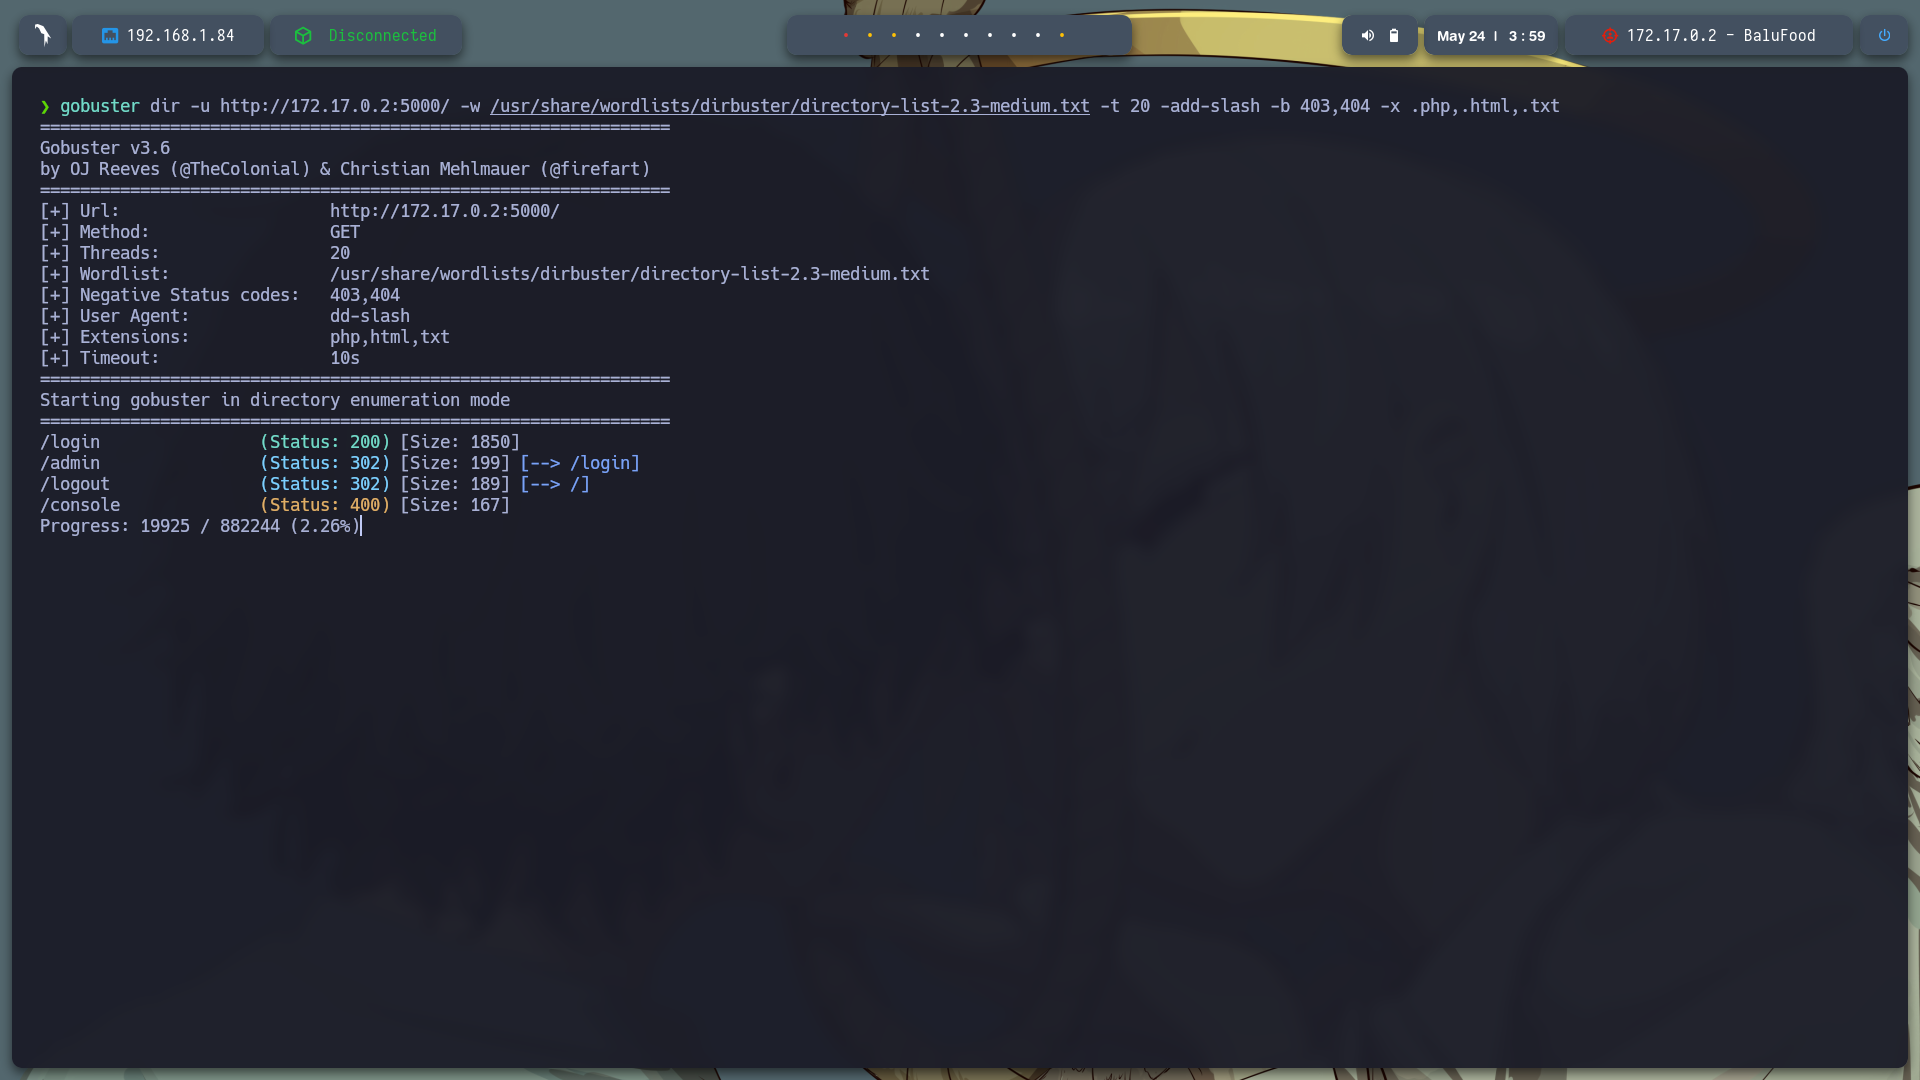 192.168.1.84
Disconnected
May 24 | 3:59
172.17.0.2 - BaluFood
❯ gobuster dir -u http://172.17.0.2:5000/ -w /usr/share/wordlists/dirbuster/directory-list-2.3-medium.txt -t 20 -add-slash -b 403,404 -x .php,.html,.txt
===============================================================
Gobuster v3.6
by OJ Reeves (@TheColonial) & Christian Mehlmauer (@firefart)
===============================================================
[+] Url:                     http://172.17.0.2:5000/
[+] Method:                  GET
[+] Threads:                 20
[+] Wordlist:                /usr/share/wordlists/dirbuster/directory-list-2.3-medium.txt
[+] Negative Status codes:   403,404
[+] User Agent:              dd-slash
[+] Extensions:              php,html,txt
[+] Timeout:                 10s
===============================================================
Starting gobuster in directory enumeration mode
===============================================================
/login                (Status: 200) [Size: 1850]
/admin                (Status: 302) [Size: 199] [--> /login]
/logout               (Status: 302) [Size: 189] [--> /]
/console              (Status: 400) [Size: 167]
Progress: 19925 / 882244 (2.26%)